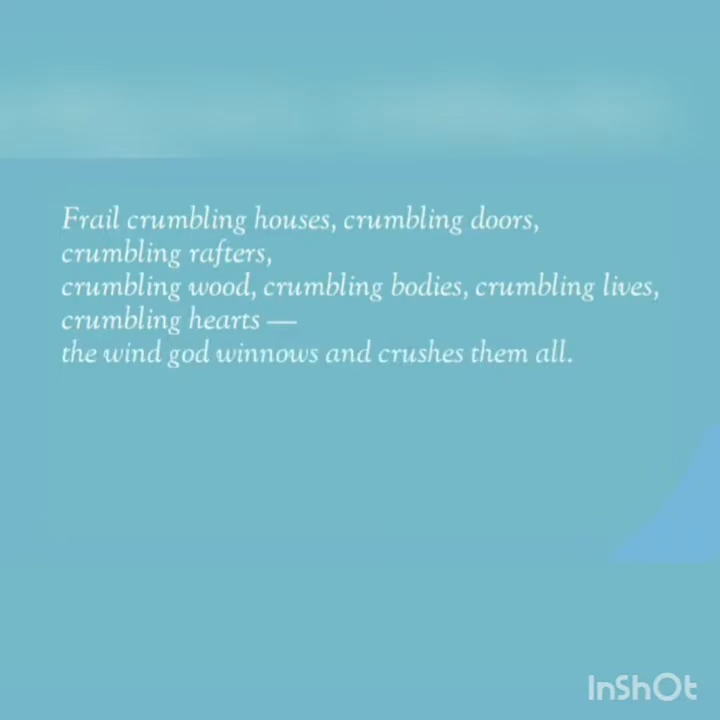 Frail crumbling houses, crumbling doors,
crumbling rafters,
crumbling wood, crumbling bodies, crumbling lives,
crumbling hearts —
the wind god winnows and crushes them all.
InShOt